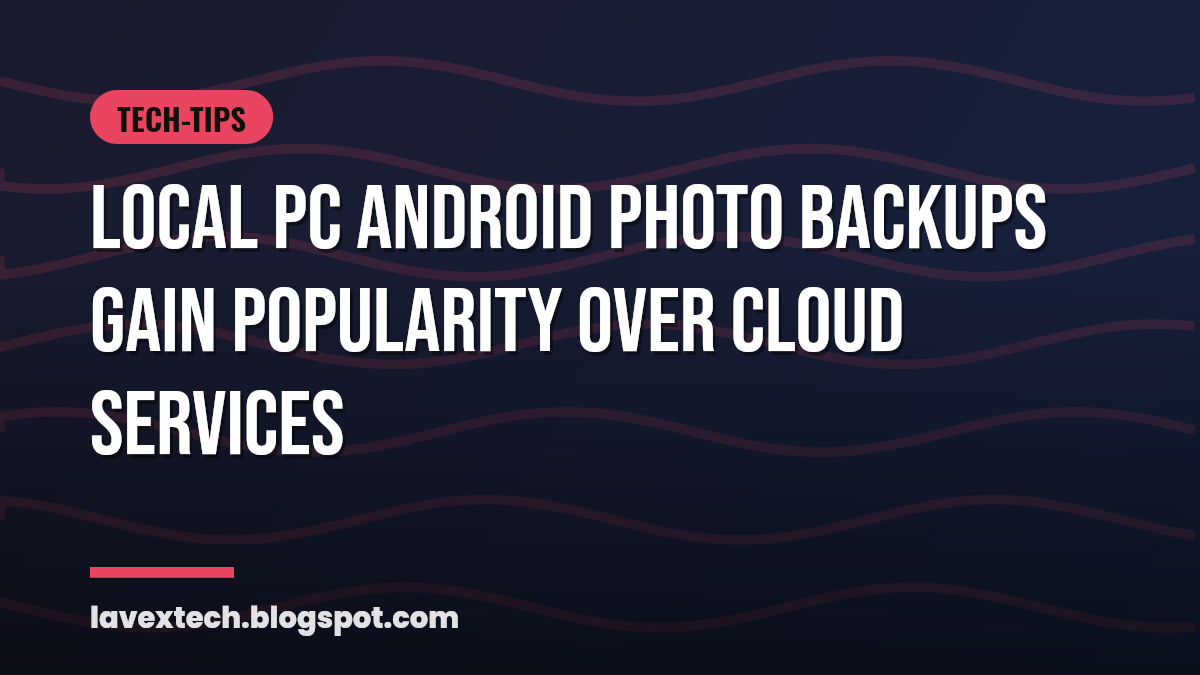 TECH-TIPS
LOCAL PC ANDROID PHOTO BACKUPS
GAIN POPULARITY OVER CLOUD
SERVICES
lavextech.blogspot.com